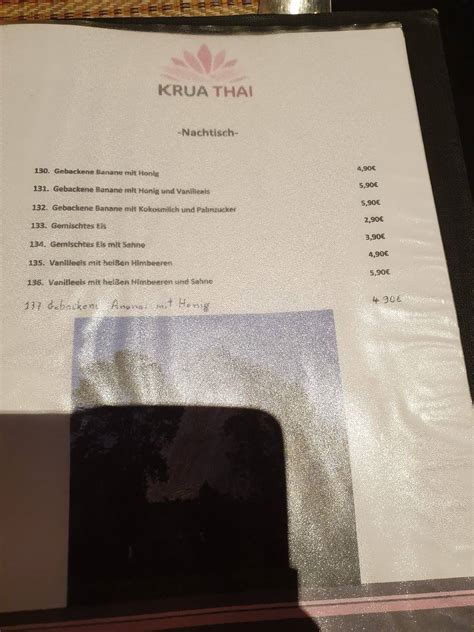 KRUA THAI
-Nachtisch-
130. Gebackene Banane mit Honig 4,90€
131. Gebackene Banane mit Honig und Vanilleeis 5,90€
132. Gebackene Banane mit Kokosmilch und Palmzucker 5,90€
133. Gemischtes Eis 2,90€
134. Gemischtes Eis mit Sahne 3,90€
135. Vanilleeis mit heißen Himbeeren 4,90€
136. Vanilleeis mit heißen Himbeeren und Sahne 5,90€
137 Gebackens Ananas mit Honig 4.90€